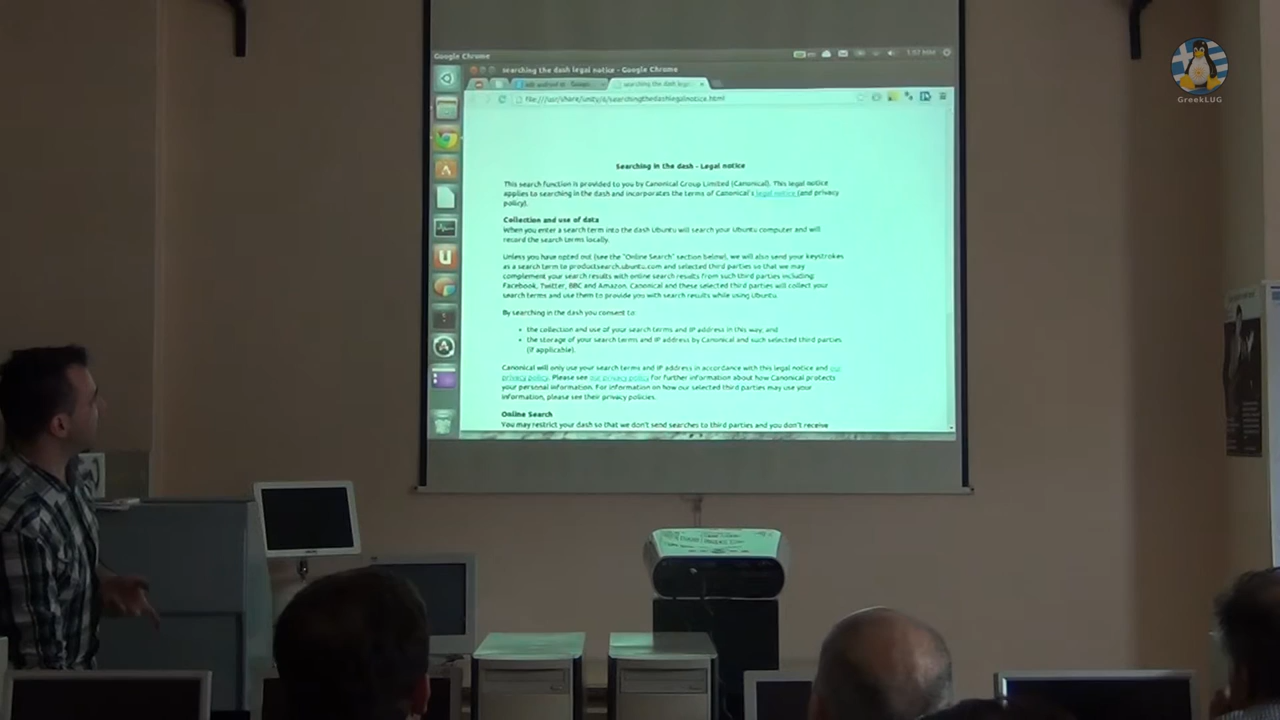 Google Chrome
searching the dash legal notice - Google Chrome
searching the dash lega
file:///usr/share/unity/6/searchingthedashlegalnotice.html
Searching in the dash - Legal notice
This search function is provided to you by Canonical Group Limited (Canonical). This legal notice
applies to searching in the dash and incorporates the terms of Canonical's legal notice (and privacy
policy).
Collection and use of data
When you enter a search term into the dash Ubuntu will search your Ubuntu computer and will
record the search terms locally.
Unless you have opted out (see the "Online Search" section below), we will also send your keystrokes
as a search term to productsearch.ubuntu.com and selected third parties so that we may
complement your search results with online search results from such third parties including:
Facebook, Twitter, BBC and Amazon. Canonical and these selected third parties will collect your
search terms and use them to provide you with search results while using Ubuntu.
By searching in the dash you consent to:
• the collection and use of your search terms and IP address in this way; and
• the storage of your search terms and IP address by Canonical and such selected third parties
(if applicable).
Canonical will only use your search terms and IP address in accordance with this legal notice and our
privacy policy. Please see our privacy policy for further information about how Canonical protects
your personal information. For information on how our selected third parties may use your
information, please see their privacy policies.
Online Search
You may restrict your dash so that we don't send searches to third parties and you don't receive
GreekLUG